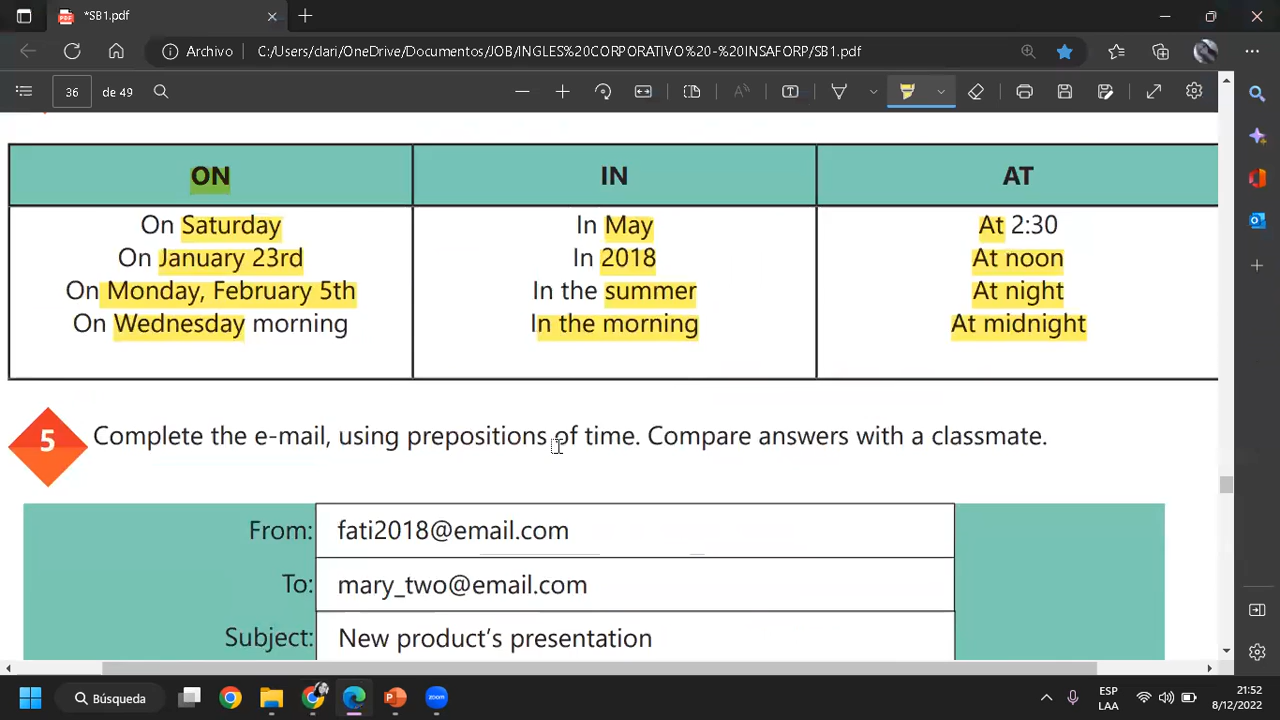 *SB1.pdf
Archivo C:/Users/clari/OneDrive/Documentos/JOB/INGLES%20CORPORATIVO%20-%20INSAFORP/SB1.pdf
36 de 49
ON IN AT
On Saturday In May At 2:30
On January 23rd In 2018 At noon
On Monday, February 5th In the summer At night
On Wednesday morning In the morning At midnight
5 Complete the e-mail, using prepositions of time. Compare answers with a classmate.
From: fati2018@email.com
To: mary_two@email.com
Subject: New product’s presentation
Búsqueda
zoom
ESP
LAA
21:52
8/12/2022